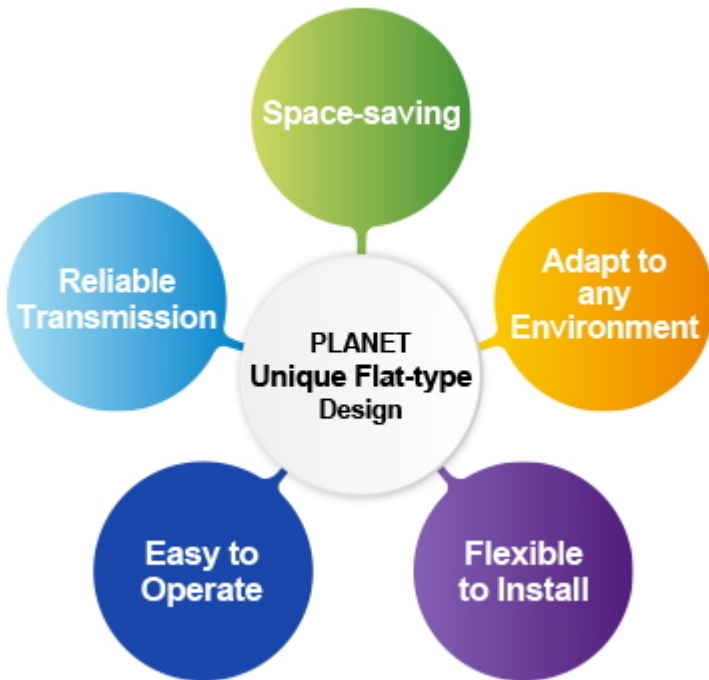 Space-saving
Adapt to
any
Environment
Flexible
to Install
Easy to
Operate
Reliable
Transmission
PLANET
Unique Flat-type
Design